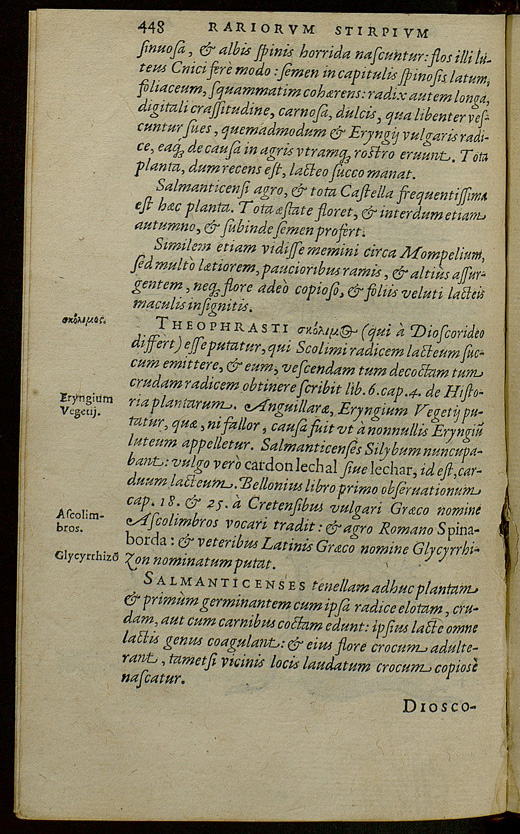 448 RARIORVM STIRPIVM
ſinuoſa, & albis ſpinis horrida naſcuntur: flos illi lu-
teus Cnici ferè modo: ſemen in capitulis ſpinoſis latum,
foliaceum, ſquammatim cohærens: radix autem longa,
digitali craſſitudine, carnoſa, dulcis, qua libenter veſ-
cuntur ſues, quemadmodum & Eryngij vulgaris radi-
ce, eaq́; de cauſa in agris vtramq; roſtro eruunt. Tota
planta, dum recens eſt, lacteo ſucco manat.
Salmanticenſi agro, & tota Caſtella frequentiſſima
eſt hæc planta. Tota æſtate floret, & interdum etiam
autumno, & ſubinde ſemen profert.
Similem etiam vidiſſe memini circa Mompelium,
ſed multò lætiorem, paucioribus ramis, & altiùs aſſur-
gentem, neq; flore adeò copioſo, & foliis veluti lacteis
maculis inſignitis.
σκόλιμος.
THEOPHRASTI σκόλιμος (qui à Dioſcorideo
differt) eſſe putatur, qui Scolimi radicem lacteum ſuc-
cum emittere, & eum, veſcendam tum decoctam tum
crudam radicem obtinere ſcribit lib. 6. cap. 4. de Hiſto-
Eryngium
Vegetij.
ria plantarum. Anguillaræ, Eryngium Vegetij pu-
tatur, quæ, ni fallor, cauſa fuit vt à nonnullis Eryngiũ
luteum appelletur. Salmanticenſes Silybum nuncupa-
bant: vulgo verò cardon lechal ſiue lechar, id eſt, car-
duum lacteum. Bellonius libro primo obſeruationum
cap. 18. & 25. à Cretenſibus vulgari Græco nomine
Aſcolim-
bros.
Aſcolimbros vocari tradit: & agro Romano Spina-
borda: & veteribus Latinis Græco nomine Glycyrrhi-
Glycyrrhizõ
zon nominatum putat.
SALMANTICENSES tenellam adhuc plantam
& primùm germinantem cum ipſa radice elotam, cru-
dam, aut cum carnibus coctam edunt: ipſius lacte omne
lactis genus coagulant: & eius flore crocum adulte-
rant, tametſi vicinis locis laudatum crocum copiosè
naſcatur.
DIOSCO-